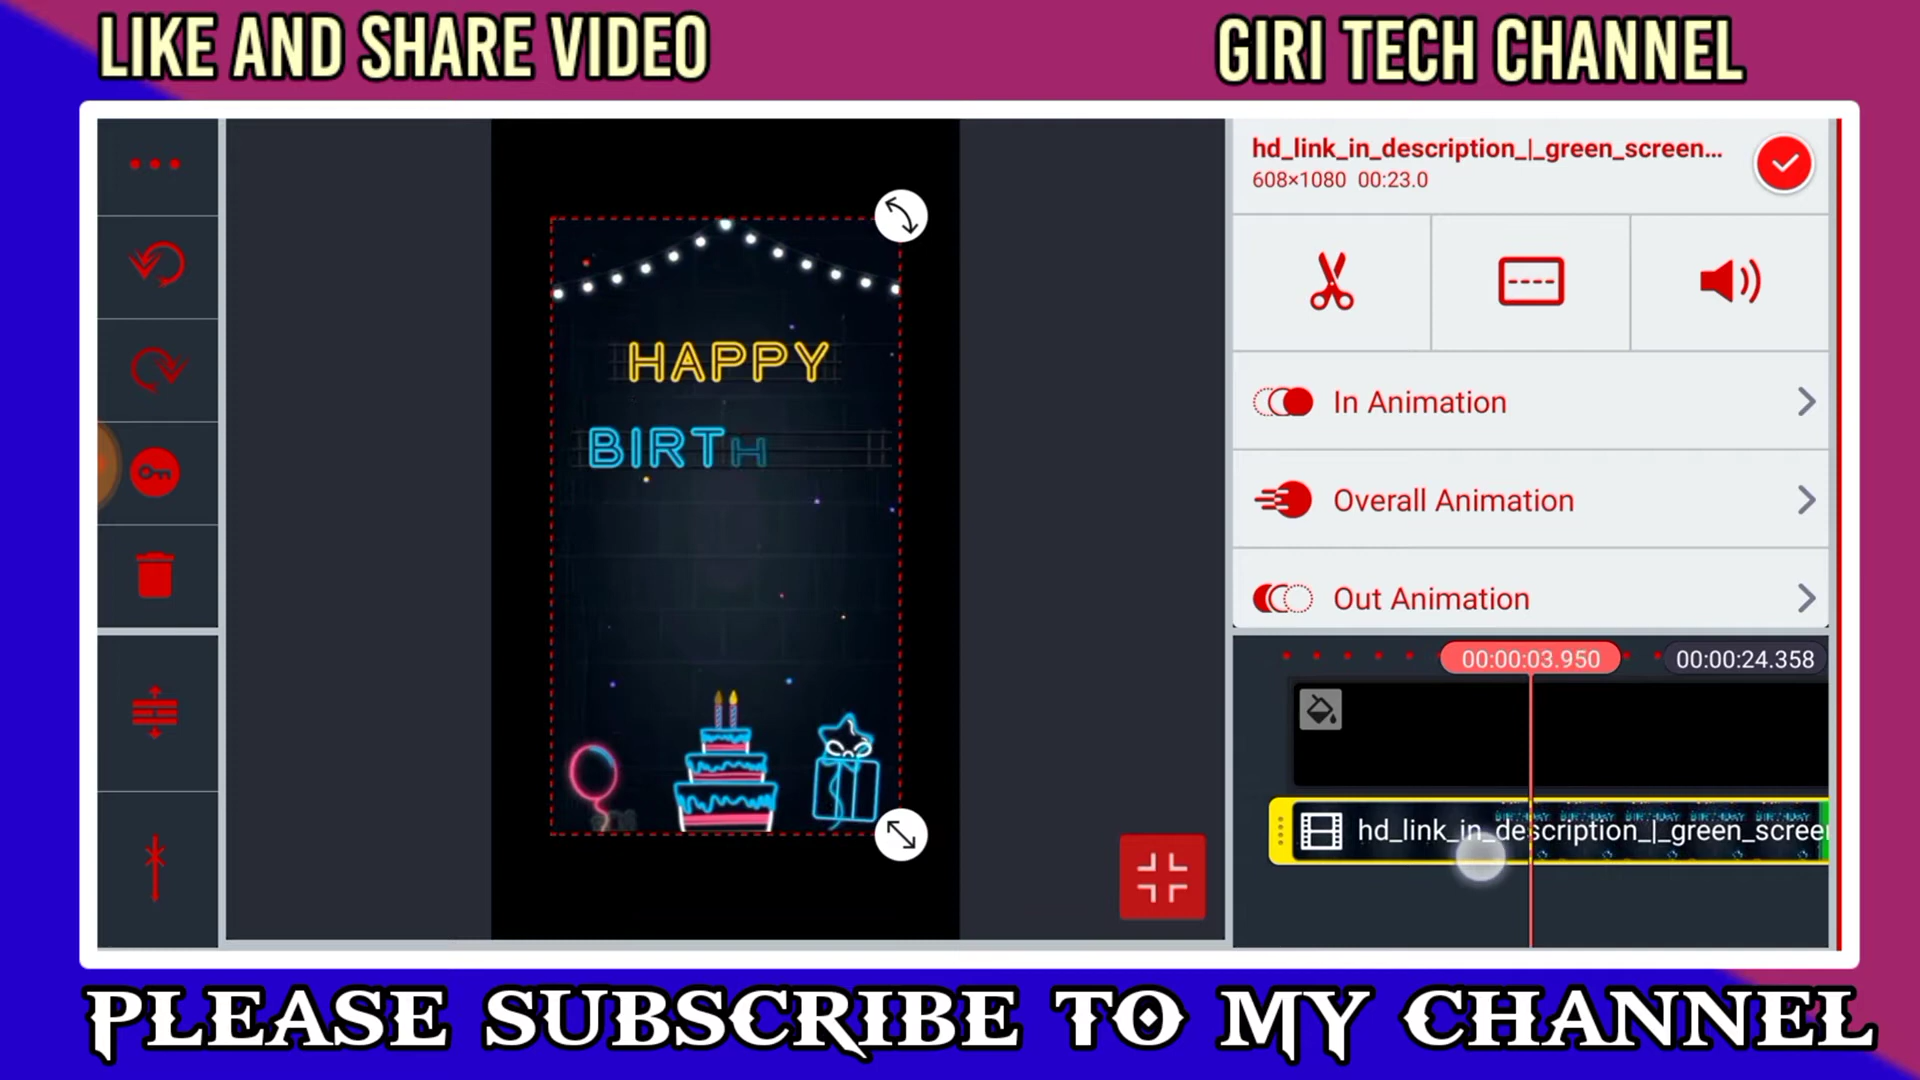 LIKE AND SHARE VIDEO
GIRI TECH CHANNEL
hd_link_in_description_|_green_screen...
608×1080 00:23.0
HAPPY
BIRTH
In Animation
Overall Animation
Out Animation
00:00:03.950
00:00:24.358
hd_link_in_description_|_green_screen
PLEASE SUBSCRIBE TO MY CHANNEL